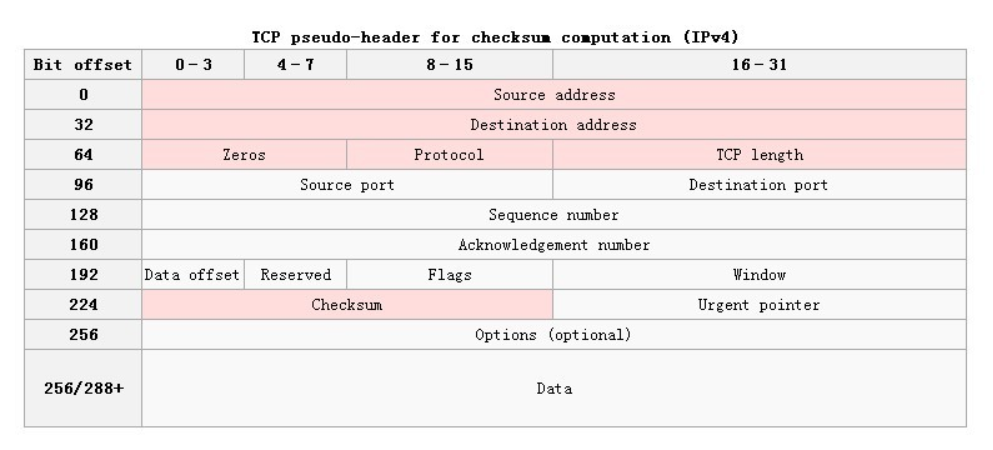 TCP pseudo-header for checksum computation (IPv4)
Bit offset 0-3 4-7 8-15 16-31
0 Source address
32 Destination address
64 Zeros Protocol TCP length
96 Source port Destination port
128 Sequence number
160 Acknowledgement number
192 Data offset Reserved Flags Window
224 Checksum Urgent pointer
256 Options (optional)
256/288+ Data